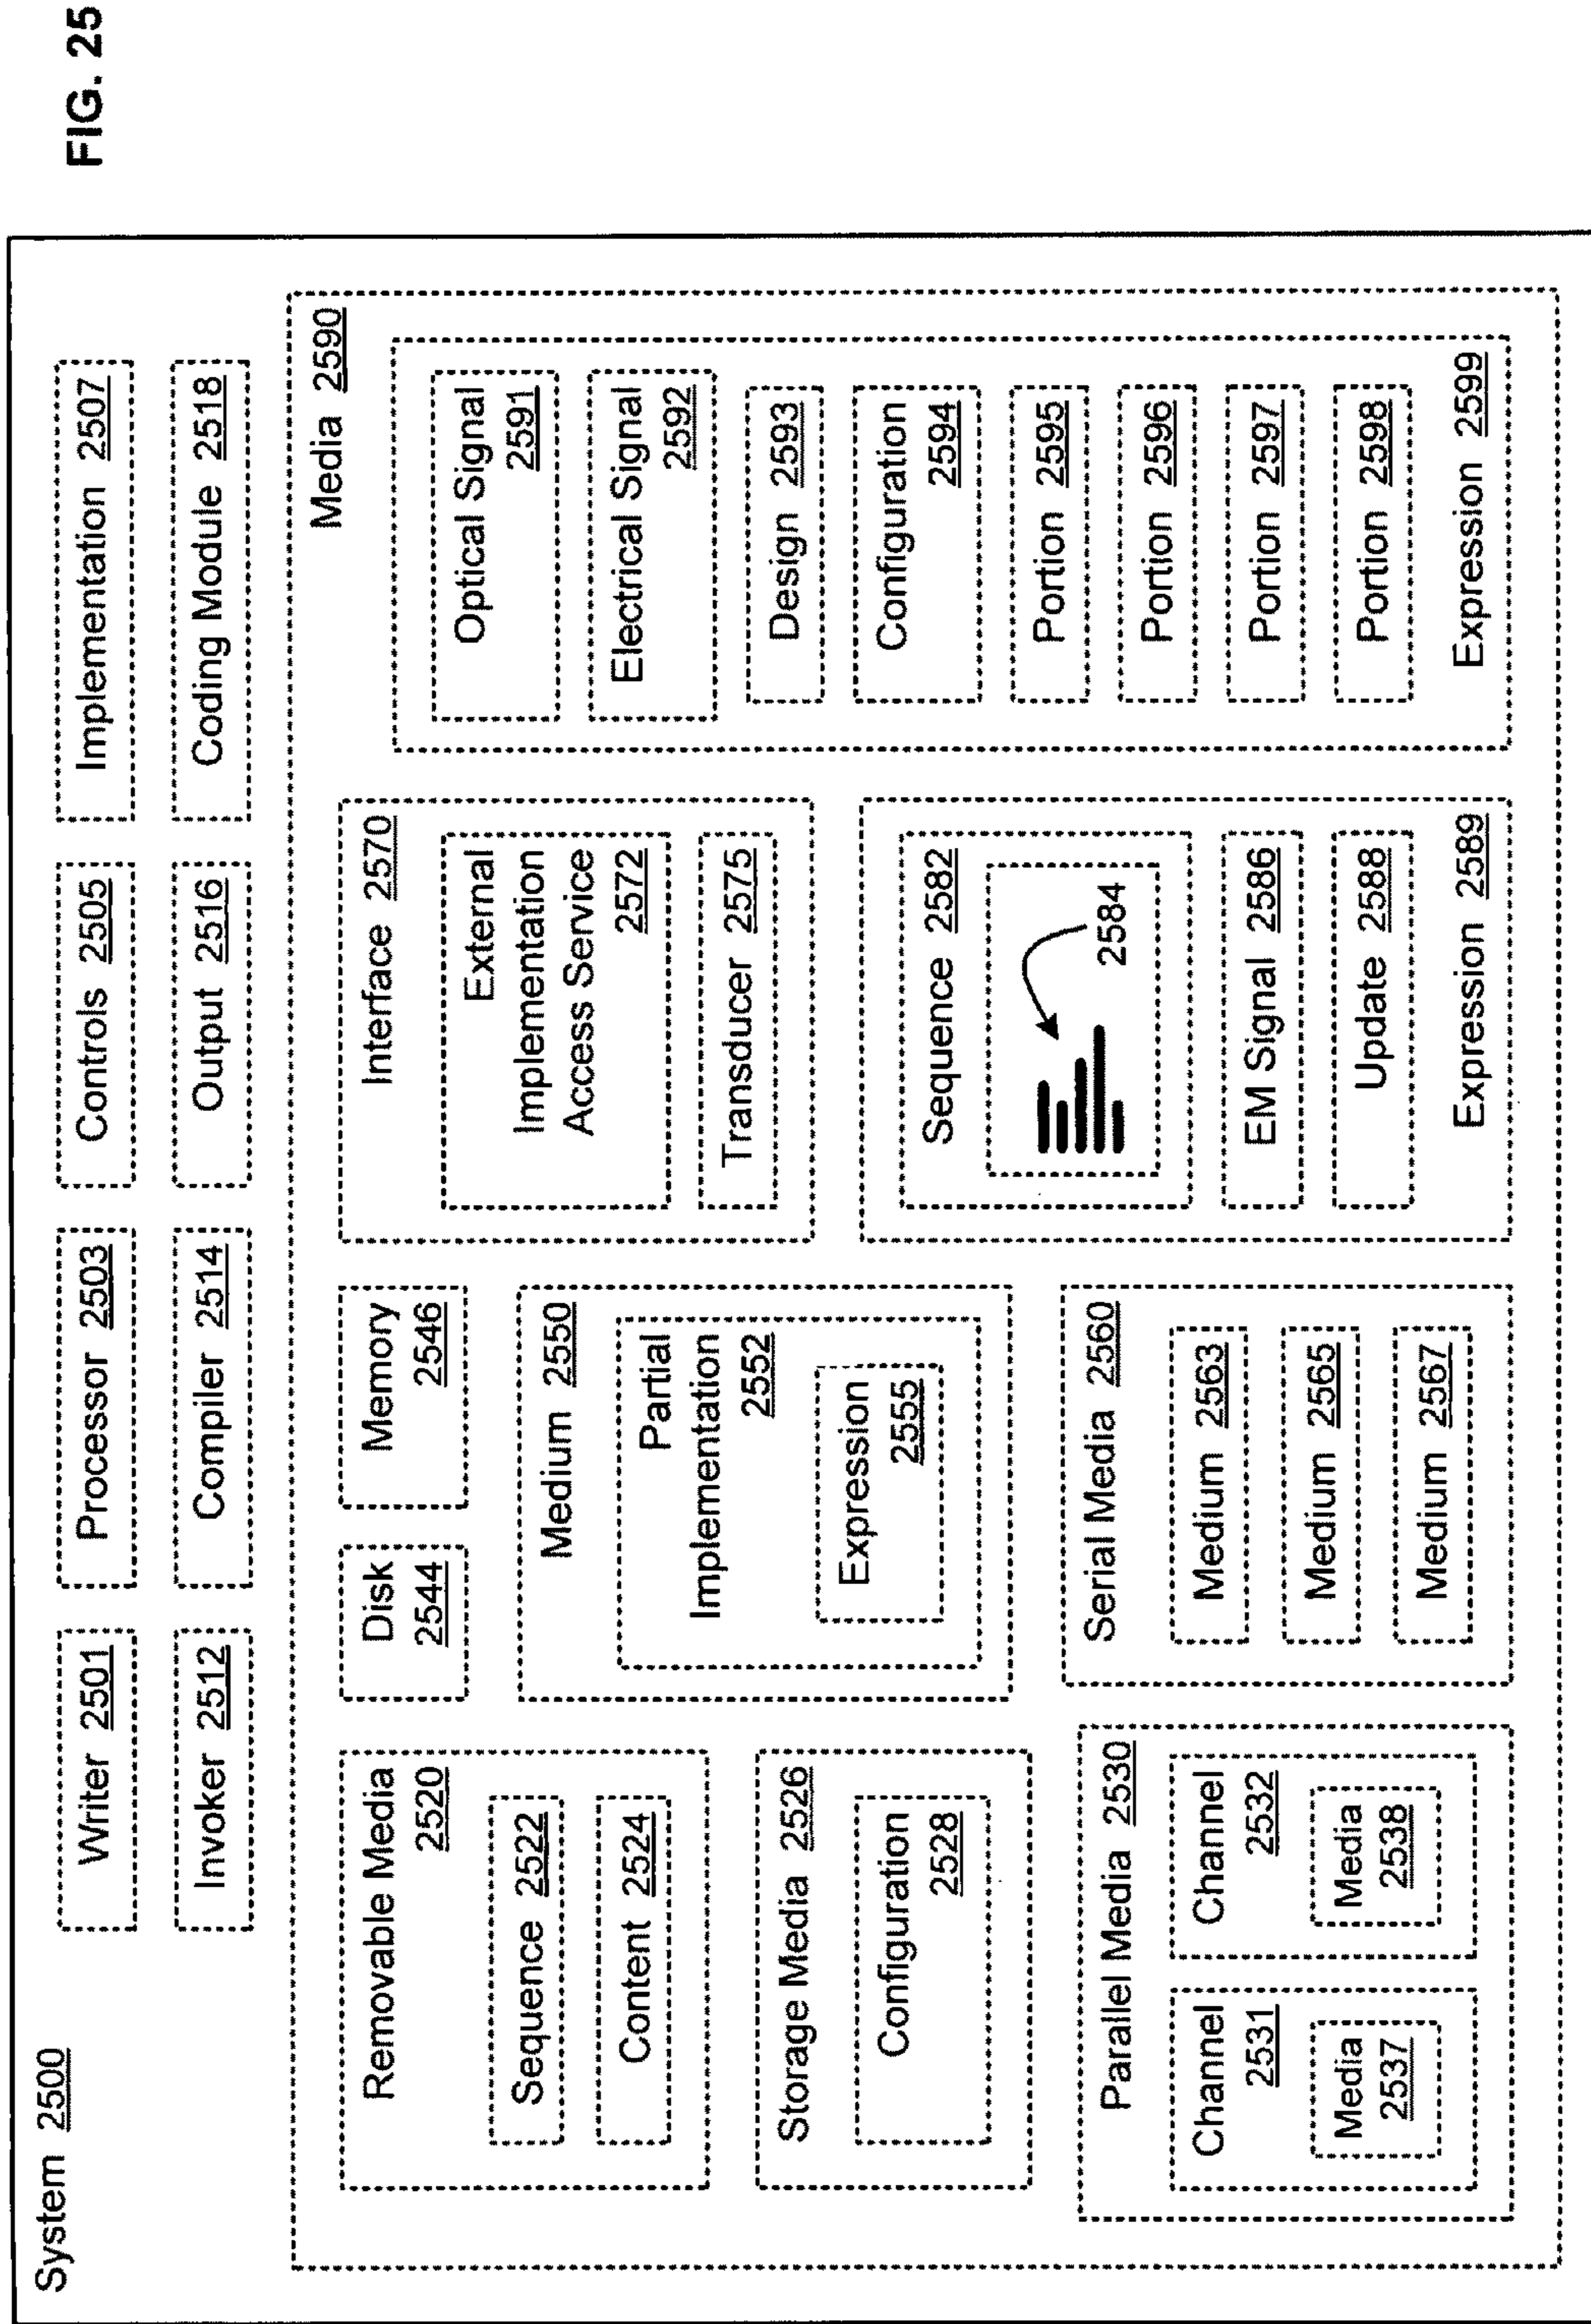 FIG. 25
System 2500
Writer 2501
Processor 2503
Controls 2505
Implementation 2507
Invoker 2512
Compiler 2514
Output 2516
Coding Module 2518
Media 2590
Removable Media
2520
Sequence 2522
Content 2524
Storage Media 2526
Configuration
2528
Parallel Media 2530
Channel
2531
Media
2537
Channel
2532
Media
2538
Disk
2544
Memory
2546
Medium 2550
Partial
Implementation
2552
Expression
2555
Serial Media 2560
Medium 2563
Medium 2565
Medium 2567
Interface 2570
External
Implementation
Access Service
2572
Transducer 2575
Sequence 2582
2584
EM Signal 2586
Update 2588
Expression 2589
Optical Signal
2591
Electrical Signal
2592
Design 2593
Configuration
2594
Portion 2595
Portion 2596
Portion 2597
Portion 2598
Expression 2599